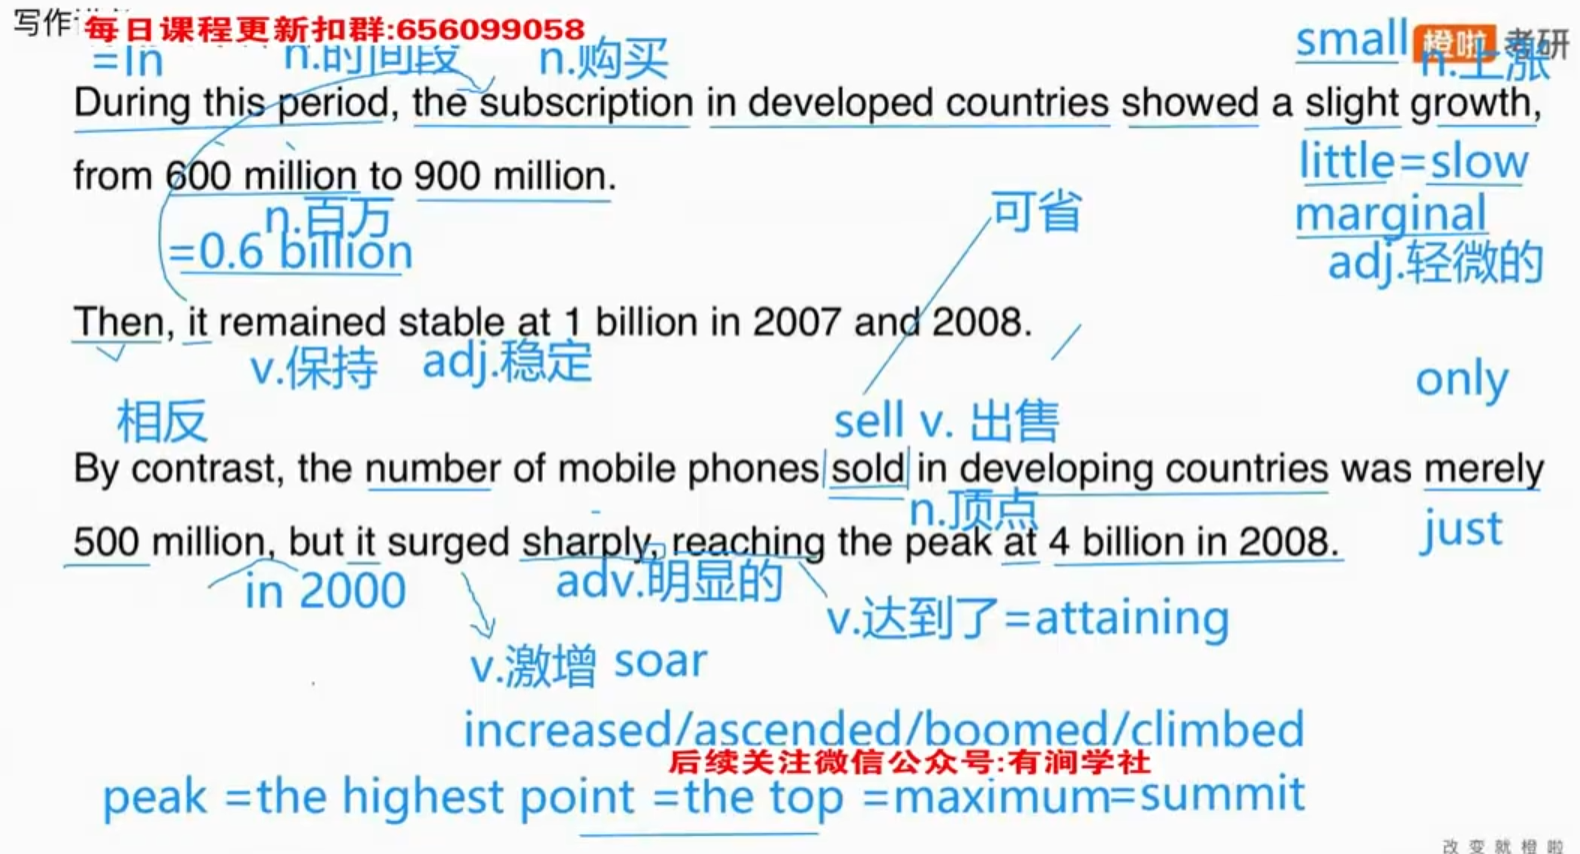 写作
每日课程更新扣群:656099058
small 橙啦 考研
=In n.时间段 n.购买 n.上涨
During this period, the subscription in developed countries showed a slight growth,
little=slow
from 600 million to 900 million.
marginal
n.百万 可省
=0.6 billion adj.轻微的
Then, it remained stable at 1 billion in 2007 and 2008.
v.保持 adj.稳定
only
相反 sell v. 出售
By contrast, the number of mobile phones sold in developing countries was merely
n.顶点 just
500 million, but it surged sharply, reaching the peak at 4 billion in 2008.
in 2000 adv.明显的
v.达到了=attaining
v.激增 soar
increased/ascended/boomed/climbed
后续关注微信公众号:有涧学社
peak =the highest point =the top =maximum=summit
改变就橙啦